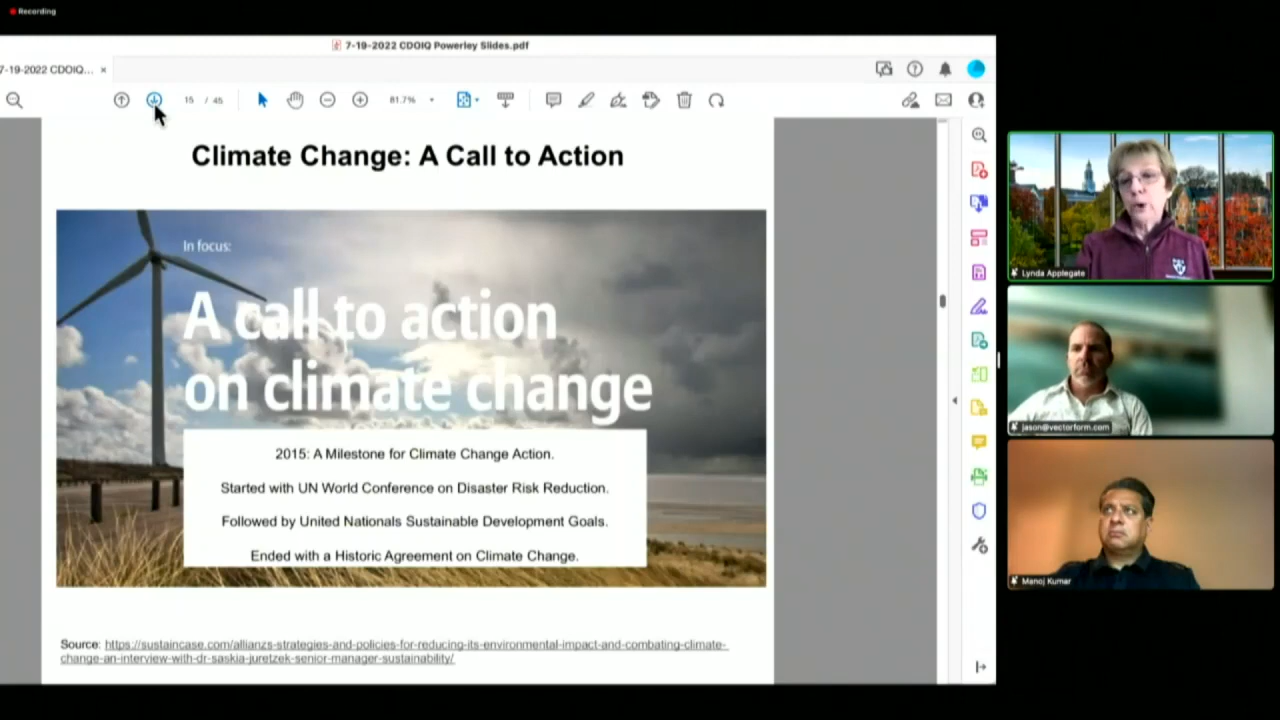 Recording
7-19-2022 CDOIQ Powerley Slides.pdf
7-19-2022 CDOIQ... ×
15 / 45
81.7%
Climate Change: A Call to Action
In focus:
A call to action
on climate change
2015: A Milestone for Climate Change Action.
Started with UN World Conference on Disaster Risk Reduction.
Followed by United Nationals Sustainable Development Goals.
Ended with a Historic Agreement on Climate Change.
Source: https://sustaincase.com/allianzs-strategies-and-policies-for-reducing-its-environmental-impact-and-combating-climate-
change-an-interview-with-dr-saskia-juretzek-senior-manager-sustainability/
Lynda Applegate
jason@vectorform.com
Manoj Kumar